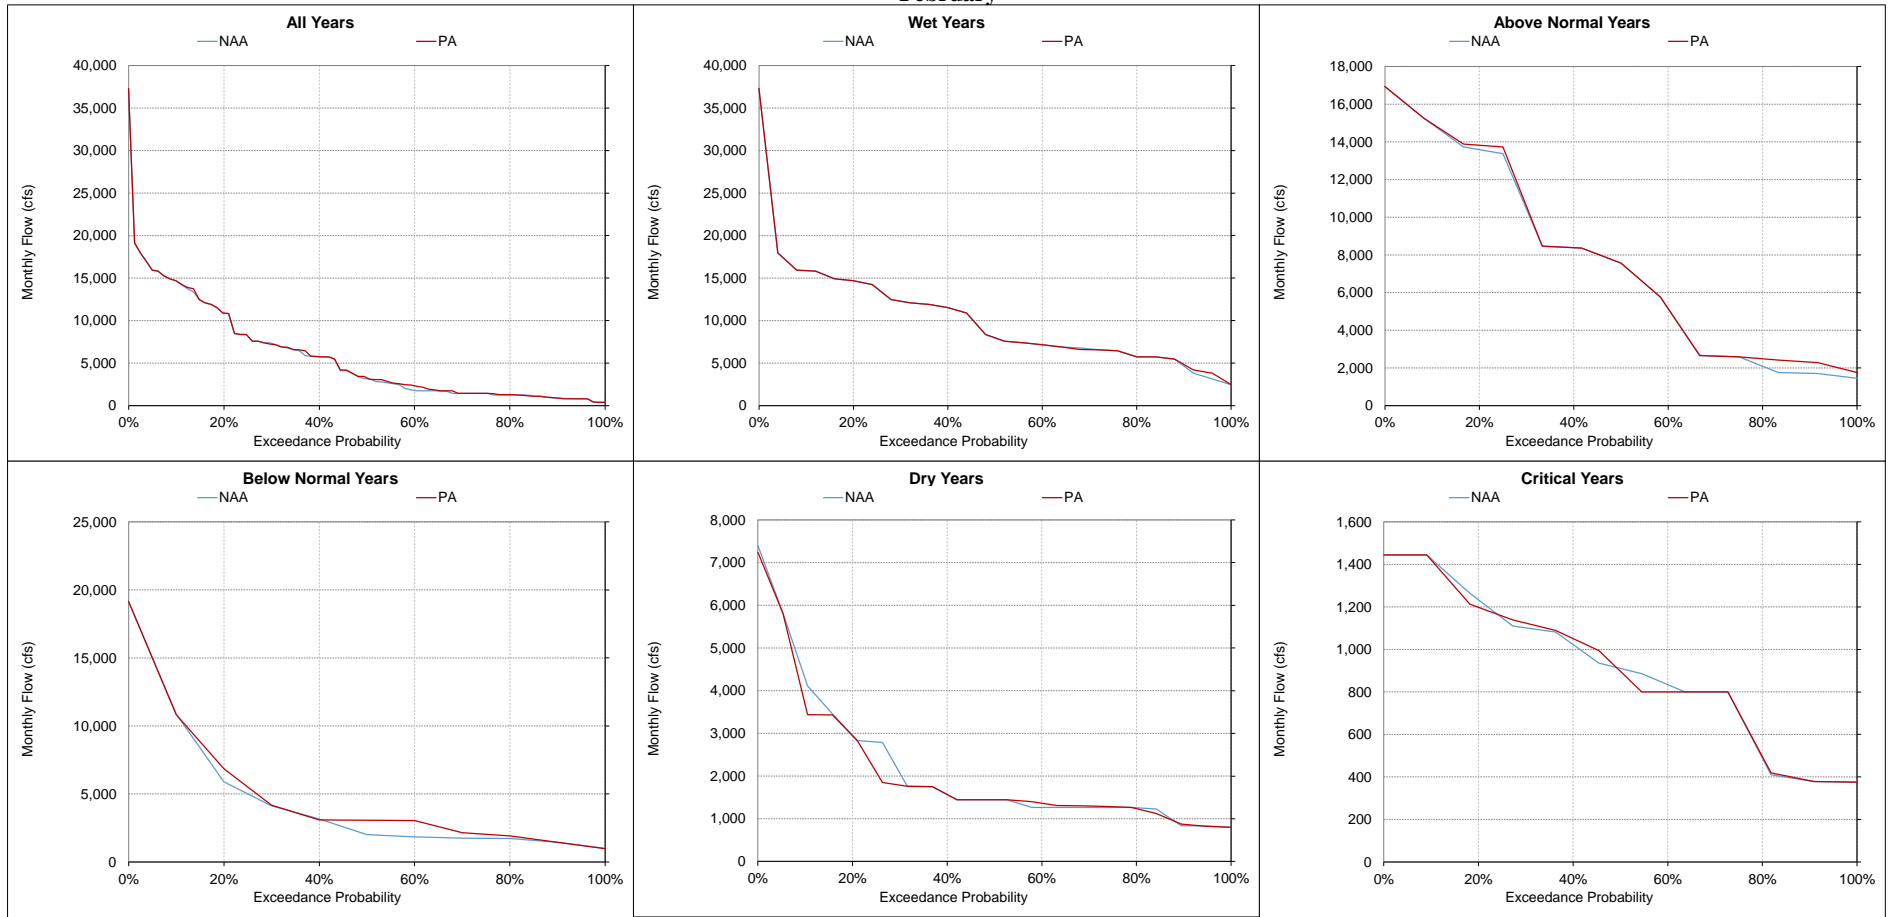 February
All Years
NAA PA
40,000
35,000
30,000
25,000
20,000
15,000
10,000
5,000
0
0% 20% 40% 60% 80% 100%
Monthly Flow (cfs)
Exceedance Probability
Wet Years
NAA PA
40,000
35,000
30,000
25,000
20,000
15,000
10,000
5,000
0
0% 20% 40% 60% 80% 100%
Monthly Flow (cfs)
Exceedance Probability
Above Normal Years
NAA PA
18,000
16,000
14,000
12,000
10,000
8,000
6,000
4,000
2,000
0
0% 20% 40% 60% 80% 100%
Monthly Flow (cfs)
Exceedance Probability
Below Normal Years
NAA PA
25,000
20,000
15,000
10,000
5,000
0
0% 20% 40% 60% 80% 100%
Monthly Flow (cfs)
Exceedance Probability
Dry Years
NAA PA
8,000
7,000
6,000
5,000
4,000
3,000
2,000
1,000
0
0% 20% 40% 60% 80% 100%
Monthly Flow (cfs)
Exceedance Probability
Critical Years
NAA PA
1,600
1,400
1,200
1,000
800
600
400
200
0
0% 20% 40% 60% 80% 100%
Monthly Flow (cfs)
Exceedance Probability